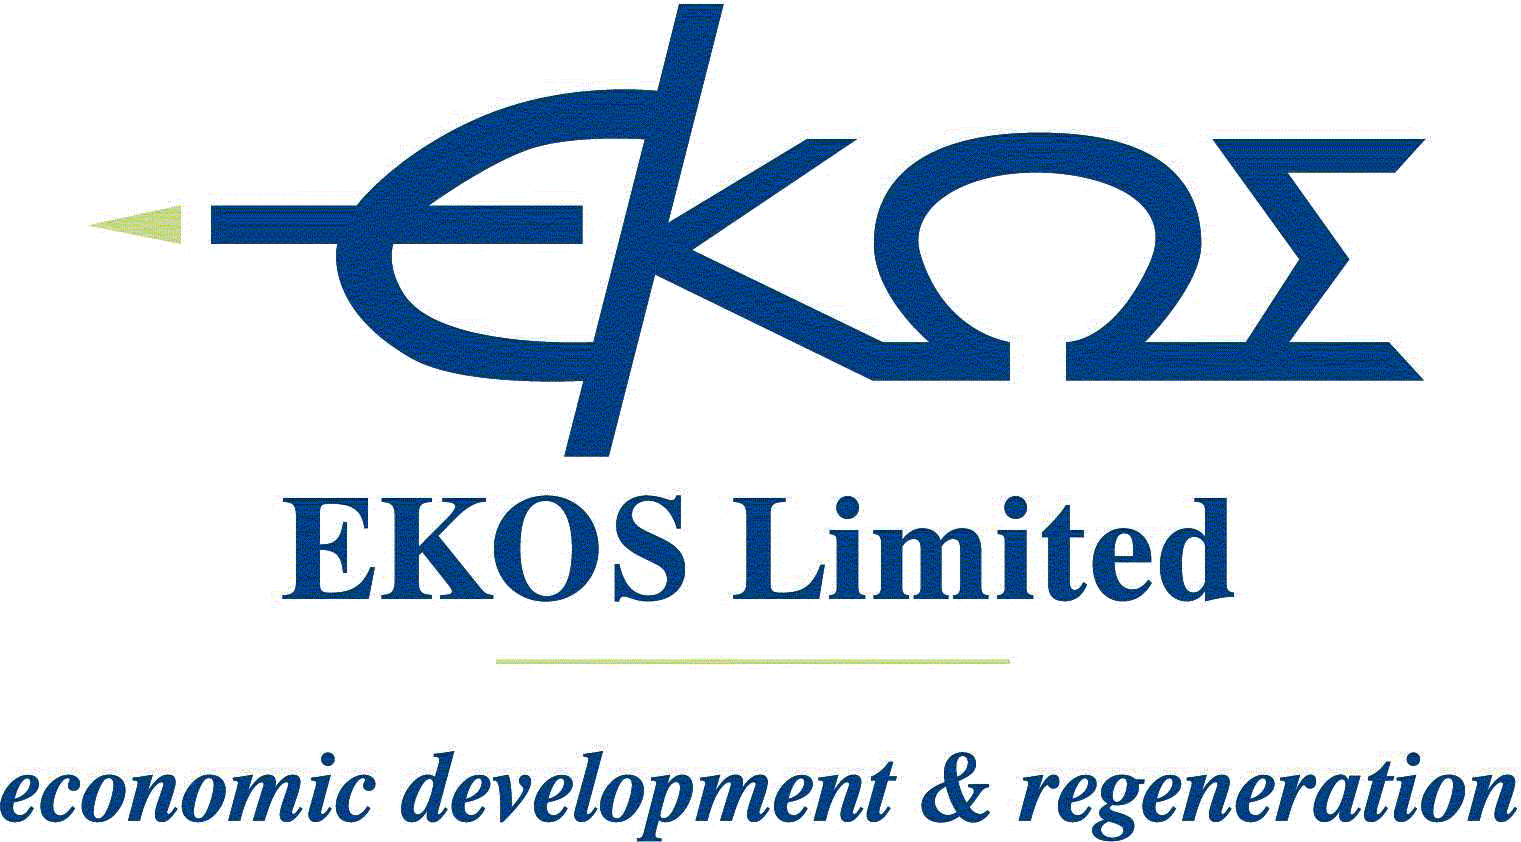 εκΩΣ
EKOS Limited
economic development & regeneration